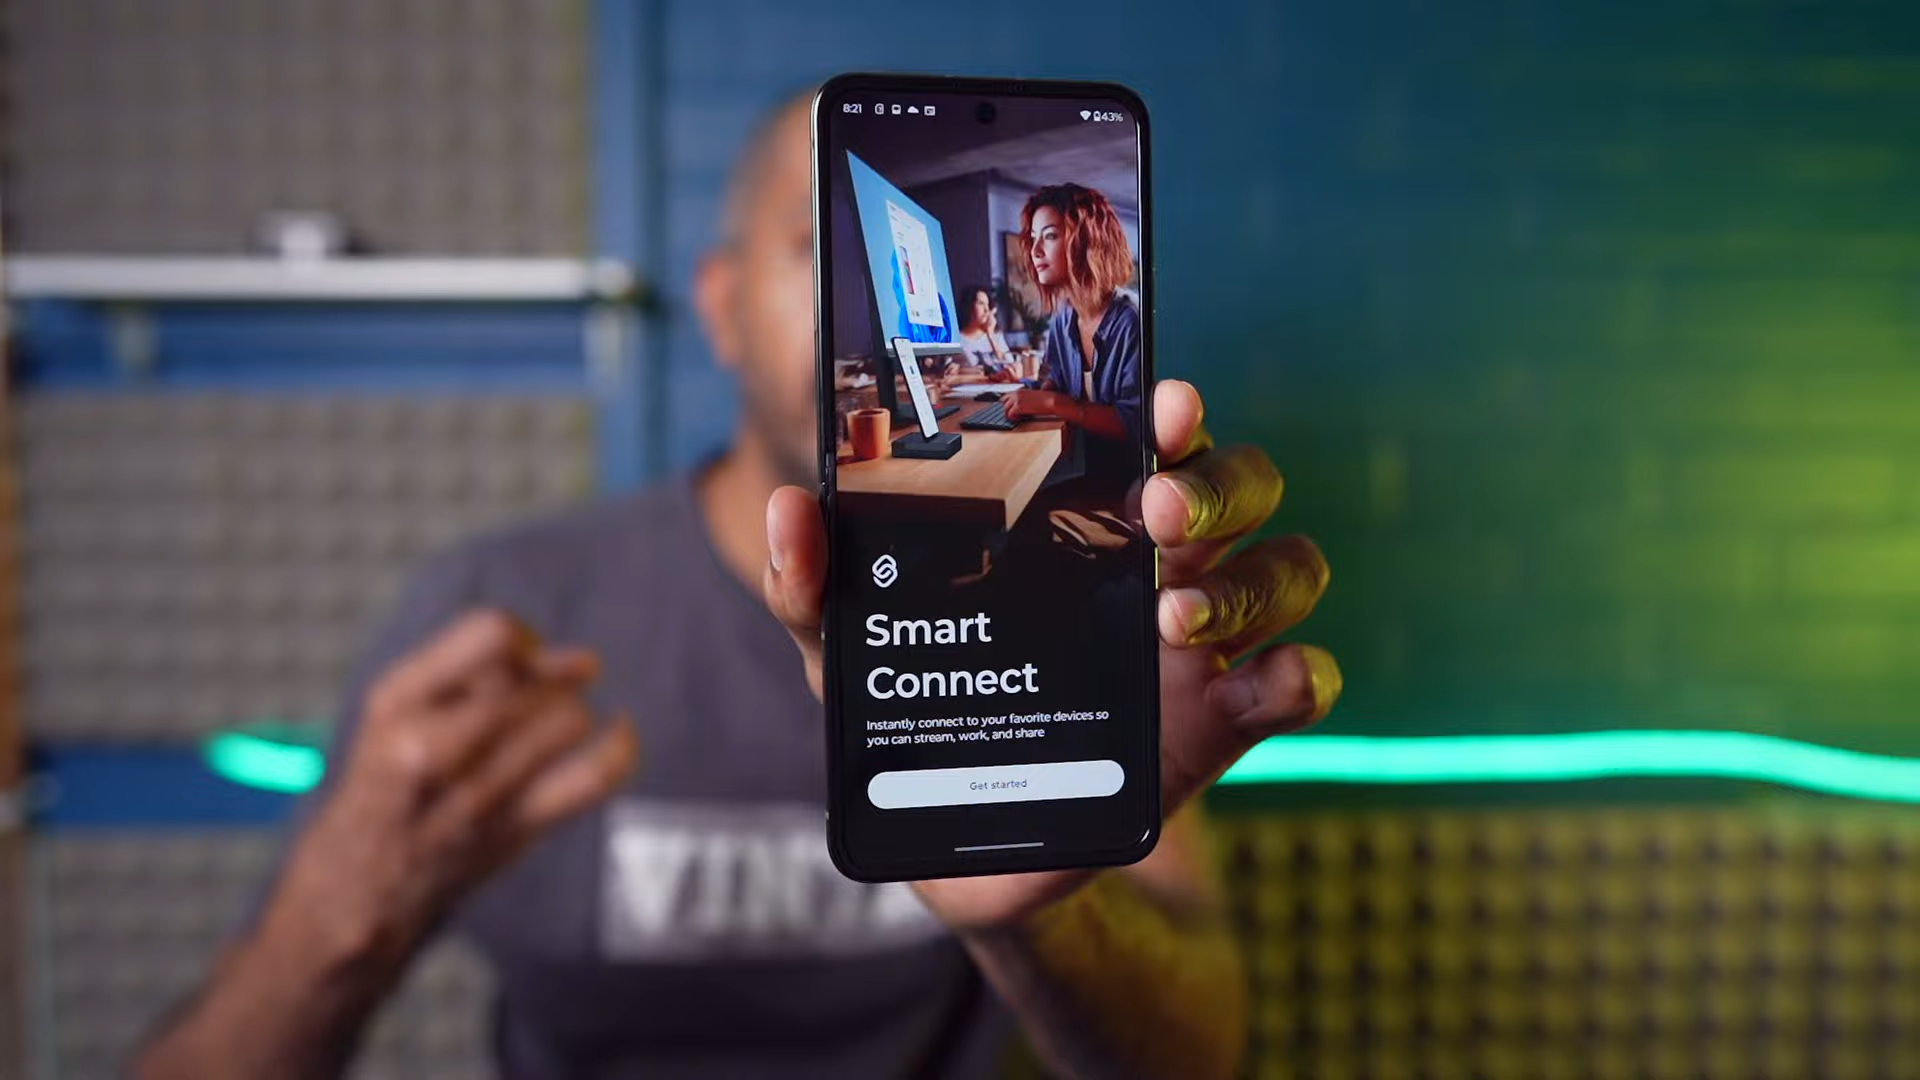 8:21
43%
Smart
Connect
Instantly connect to your favorite devices so
you can stream, work, and share
Get started